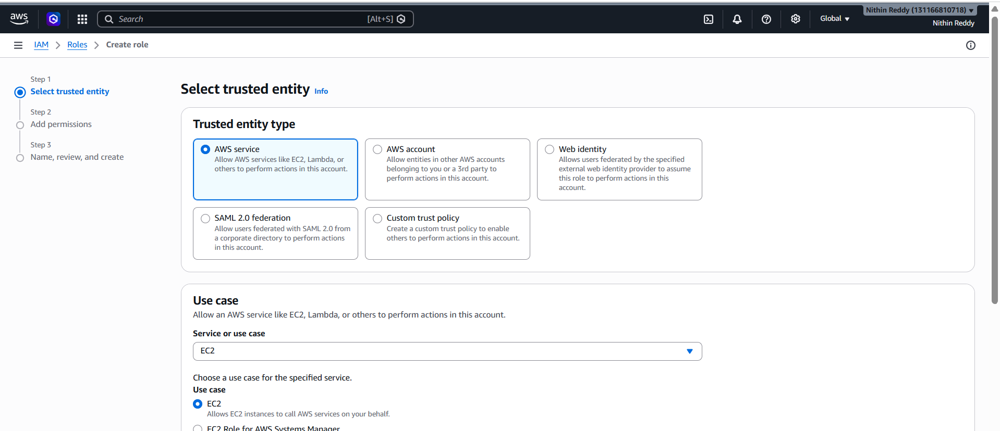 aws
Search
[Alt+S]
Global
Nithin Reddy (131166810718)
Nithin Reddy
IAM
Roles
Create role
Step 1
Select trusted entity
Step 2
Add permissions
Step 3
Name, review, and create
Select trusted entity Info
Trusted entity type
AWS service
Allow AWS services like EC2, Lambda, or
others to perform actions in this account.
AWS account
Allow entities in other AWS accounts
belonging to you or a 3rd party to
perform actions in this account.
Web identity
Allows users federated by the specified
external web identity provider to assume
this role to perform actions in this
account.
SAML 2.0 federation
Allow users federated with SAML 2.0 from
a corporate directory to perform actions
in this account.
Custom trust policy
Create a custom trust policy to enable
others to perform actions in this account.
Use case
Allow an AWS service like EC2, Lambda, or others to perform actions in this account.
Service or use case
EC2
Choose a use case for the specified service.
Use case
EC2
Allows EC2 instances to call AWS services on your behalf.
EC2 Role for AWS Systems Manager